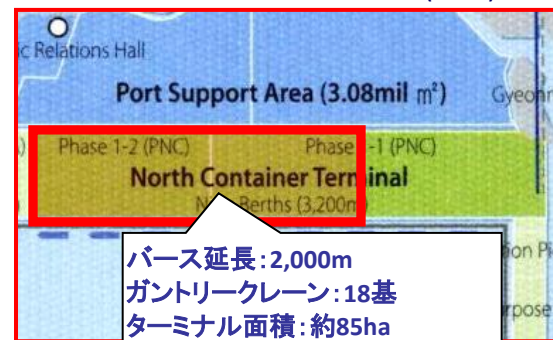 Relations Hall
Port Support Area (3.08mil m²)
Phase 1-2 (PNC)
Phase -1 (PNC)
North Container Terminal
Berths (3,200m
バース延長：2,000m
ガントリークレーン：18基
ターミナル面積：約85ha